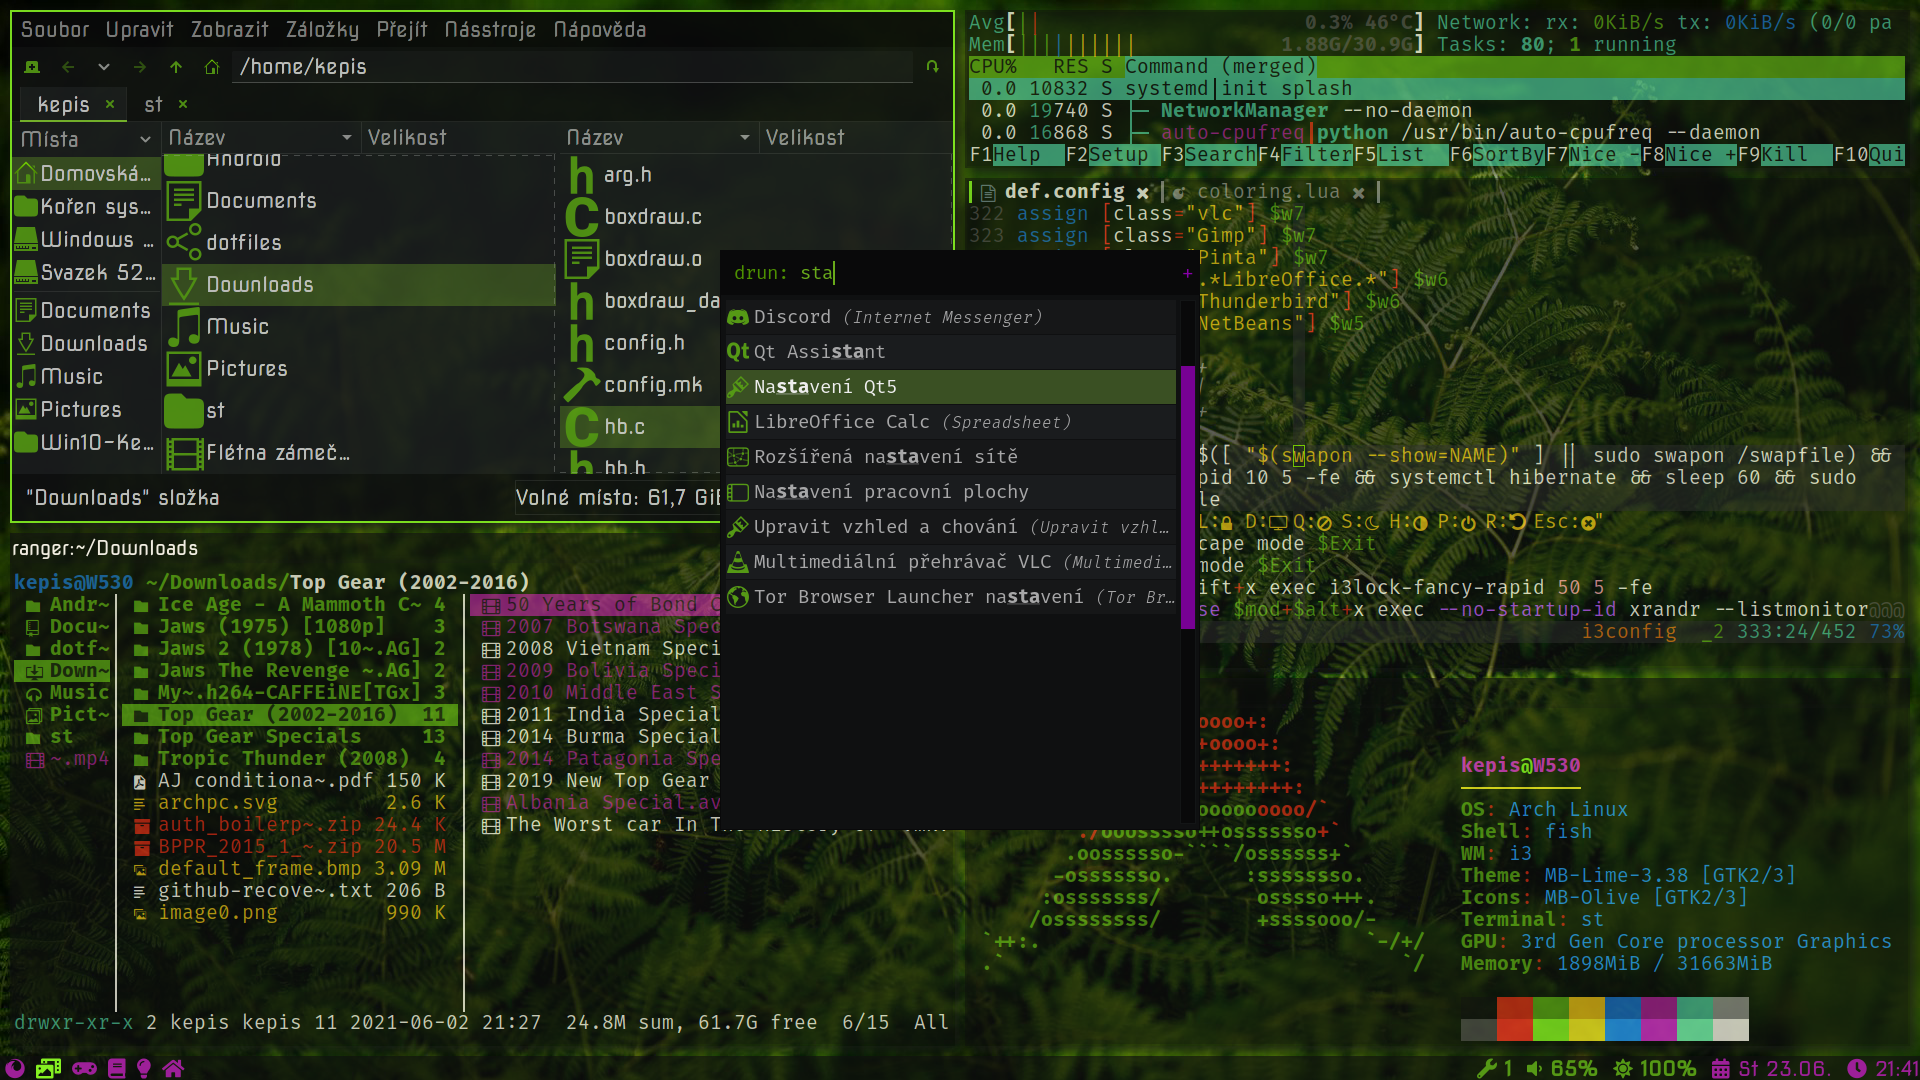 Soubor Upravit Zobrazit Záložky Přejít Násstroje Nápověda
/home/kepis
kepis × st ×
Místa
Domovská...
Kořen sys...
Windows ...
Svazek 52...
Documents
Downloads
Music
Pictures
Win10-Ke...
Název Velikost
Android
Documents
dotfiles
Downloads
Music
Pictures
st
Flétna zámeč...
Název Velikost
arg.h
boxdraw.c
boxdraw.o
boxdraw_da
config.h
config.mk
hb.c
hb.h
"Downloads" složka
Volné místo: 61,7 GiB
Avg[|| 0.3% 46°C] Network: rx: 0KiB/s tx: 0KiB/s (0/0 pa
Mem[|||||||||| 1.88G/30.9G] Tasks: 80; 1 running
CPU% RES S Command (merged)
0.0 10832 S systemd|init splash
0.0 19740 S ├─ NetworkManager --no-daemon
0.0 16868 S ├─ auto-cpufreq|python /usr/bin/auto-cpufreq --daemon
F1Help F2Setup F3SearchF4FilterF5List F6SortByF7Nice -F8Nice +F9Kill F10Qui
def.config × coloring.lua ×
322 assign [class="vlc"] $w7
323 assign [class="Gimp"] $w7
Pinta"] $w7
.*LibreOffice.*"] $w6
Thunderbird"] $w6
NetBeans"] $w5
$([ "$(swapon --show=NAME)" ] || sudo swapon /swapfile) &&
pid 10 5 -fe && systemctl hibernate && sleep 60 && sudo
le
L: D: Q: S: H: P: R: Esc: "
cape mode $Exit
mode $Exit
ift+x exec i3lock-fancy-rapid 50 5 -fe
se $mod+$alt+x exec --no-startup-id xrandr --listmonitor@@@
i3config _2 333:24/452 73%
drun: sta
+
Discord (Internet Messenger)
Qt Assistant
Nastavení Qt5
LibreOffice Calc (Spreadsheet)
Rozšířená nastavení sítě
Nastavení pracovní plochy
Upravit vzhled a chování (Upravit vzhl...
Multimediální přehrávač VLC (Multimedi...
Tor Browser Launcher nastavení (Tor Br...
ranger:~/Downloads
kepis@W530 ~/Downloads/Top Gear (2002-2016)
Andr~
Docu~
dotf~
Down~
Music
Pict~
st
~.mp4
Ice Age - A Mammoth C~ 4
Jaws (1975) [1080p] 3
Jaws 2 (1978) [10~.AG] 2
Jaws The Revenge ~.AG] 2
My~.h264-CAFFEiNE[TGx] 3
Top Gear (2002-2016) 11
Top Gear Specials 13
Tropic Thunder (2008) 4
AJ conditiona~.pdf 150 K
archpc.svg 2.6 K
auth_boilerp~.zip 24.4 K
BPPR_2015_1_~.zip 20.5 M
default_frame.bmp 3.09 M
github-recove~.txt 206 B
image0.png 990 K
50 Years of Bond C
2007 Botswana Spec
2008 Vietnam Speci
2009 Bolivia Speci
2010 Middle East S
2011 India Special
2014 Burma Special
2014 Patagonia Spe
2019 New Top Gear
Albania Special.av
The Worst car In T
drwxr-xr-x 2 kepis kepis 11 2021-06-02 21:27 24.8M sum, 61.7G free 6/15 All
oooo+:
+oooo+:
+++++++:
++++++++:
ooooooooo/`
./ooosssso++osssssso+`
.oossssso-````/ossssss+`
-osssssso. :ssssssso.
:osssssss/ osssso+++.
/ossssssss/ +ssssooo/-
`++:. `-/+/
.` `/
kepis@W530
OS: Arch Linux
Shell: fish
WM: i3
Theme: MB-Lime-3.38 [GTK2/3]
Icons: MB-Olive [GTK2/3]
Terminal: st
GPU: 3rd Gen Core processor Graphics
Memory: 1898MiB / 31663MiB
1 65% 100% St 23.06. 21:41